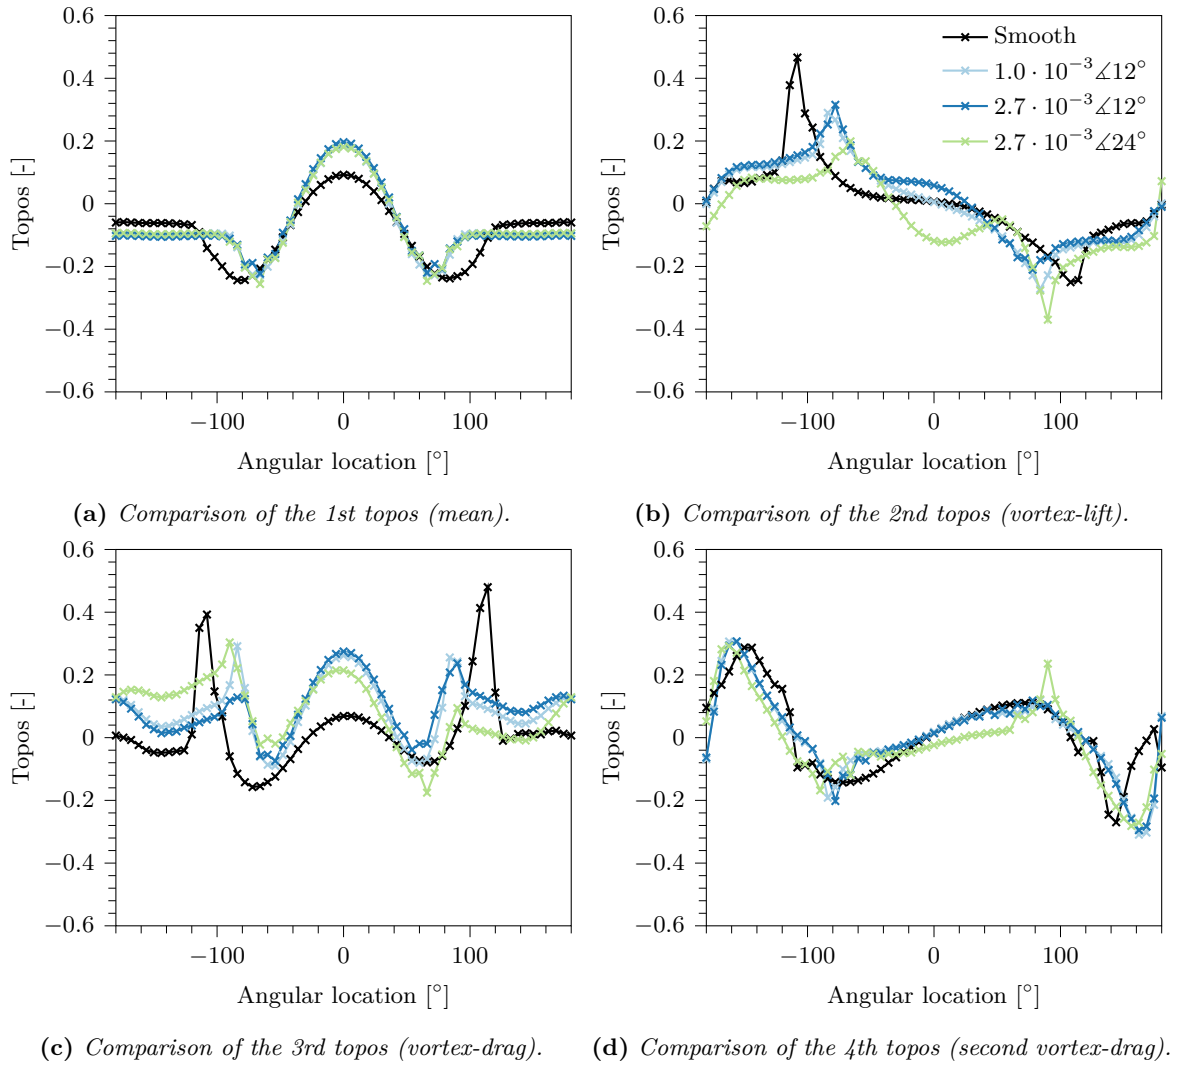 0.6
0.4
0.2
0
−0.2
−0.4
−0.6
Topos [-]
−100
0
100
Angular location [°]
(a) Comparison of the 1st topos (mean).
Smooth
1.0 · 10−3∡12°
2.7 · 10−3∡12°
2.7 · 10−3∡24°
0.6
0.4
0.2
0
−0.2
−0.4
−0.6
Topos [-]
−100
0
100
Angular location [°]
(b) Comparison of the 2nd topos (vortex-lift).
0.6
0.4
0.2
0
−0.2
−0.4
−0.6
Topos [-]
−100
0
100
Angular location [°]
(c) Comparison of the 3rd topos (vortex-drag).
0.6
0.4
0.2
0
−0.2
−0.4
−0.6
Topos [-]
−100
0
100
Angular location [°]
(d) Comparison of the 4th topos (second vortex-drag).